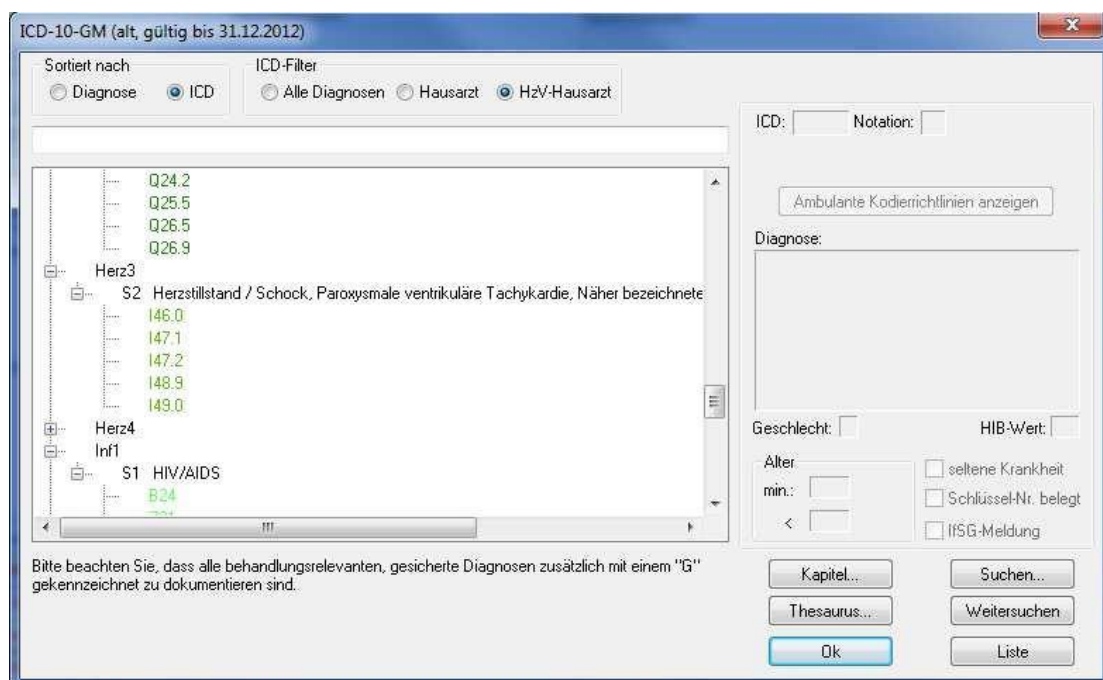 ICD-10-GM (alt, gültig bis 31.12.2012)
Sortiert nach
ICD-Filter
Diagnose ICD
Alle Diagnosen Hausarzt HzV-Hausarzt
ICD: Notation:
Q24.2
Q25.5
Q26.5
Q26.9
Herz3
S2 Herzstillstand / Schock, Paroxysmale ventrikuläre Tachykardie, Näher bezeichnete
I46.0
I47.1
I47.2
I48.9
I49.0
Herz4
Inf1
S1 HIV/AIDS
B24
Ambulante Kodierrichtlinien anzeigen
Diagnose:
Geschlecht: HIB-Wert:
Alter
min.:
<
seltene Krankheit
Schlüssel-Nr. belegt
IfSG-Meldung
Bitte beachten Sie, dass alle behandlungsrelevanten, gesicherte Diagnosen zusätzlich mit einem "G"
gekennzeichnet zu dokumentieren sind.
Kapitel... Suchen...
Thesaurus... Weitersuchen
Ok Liste